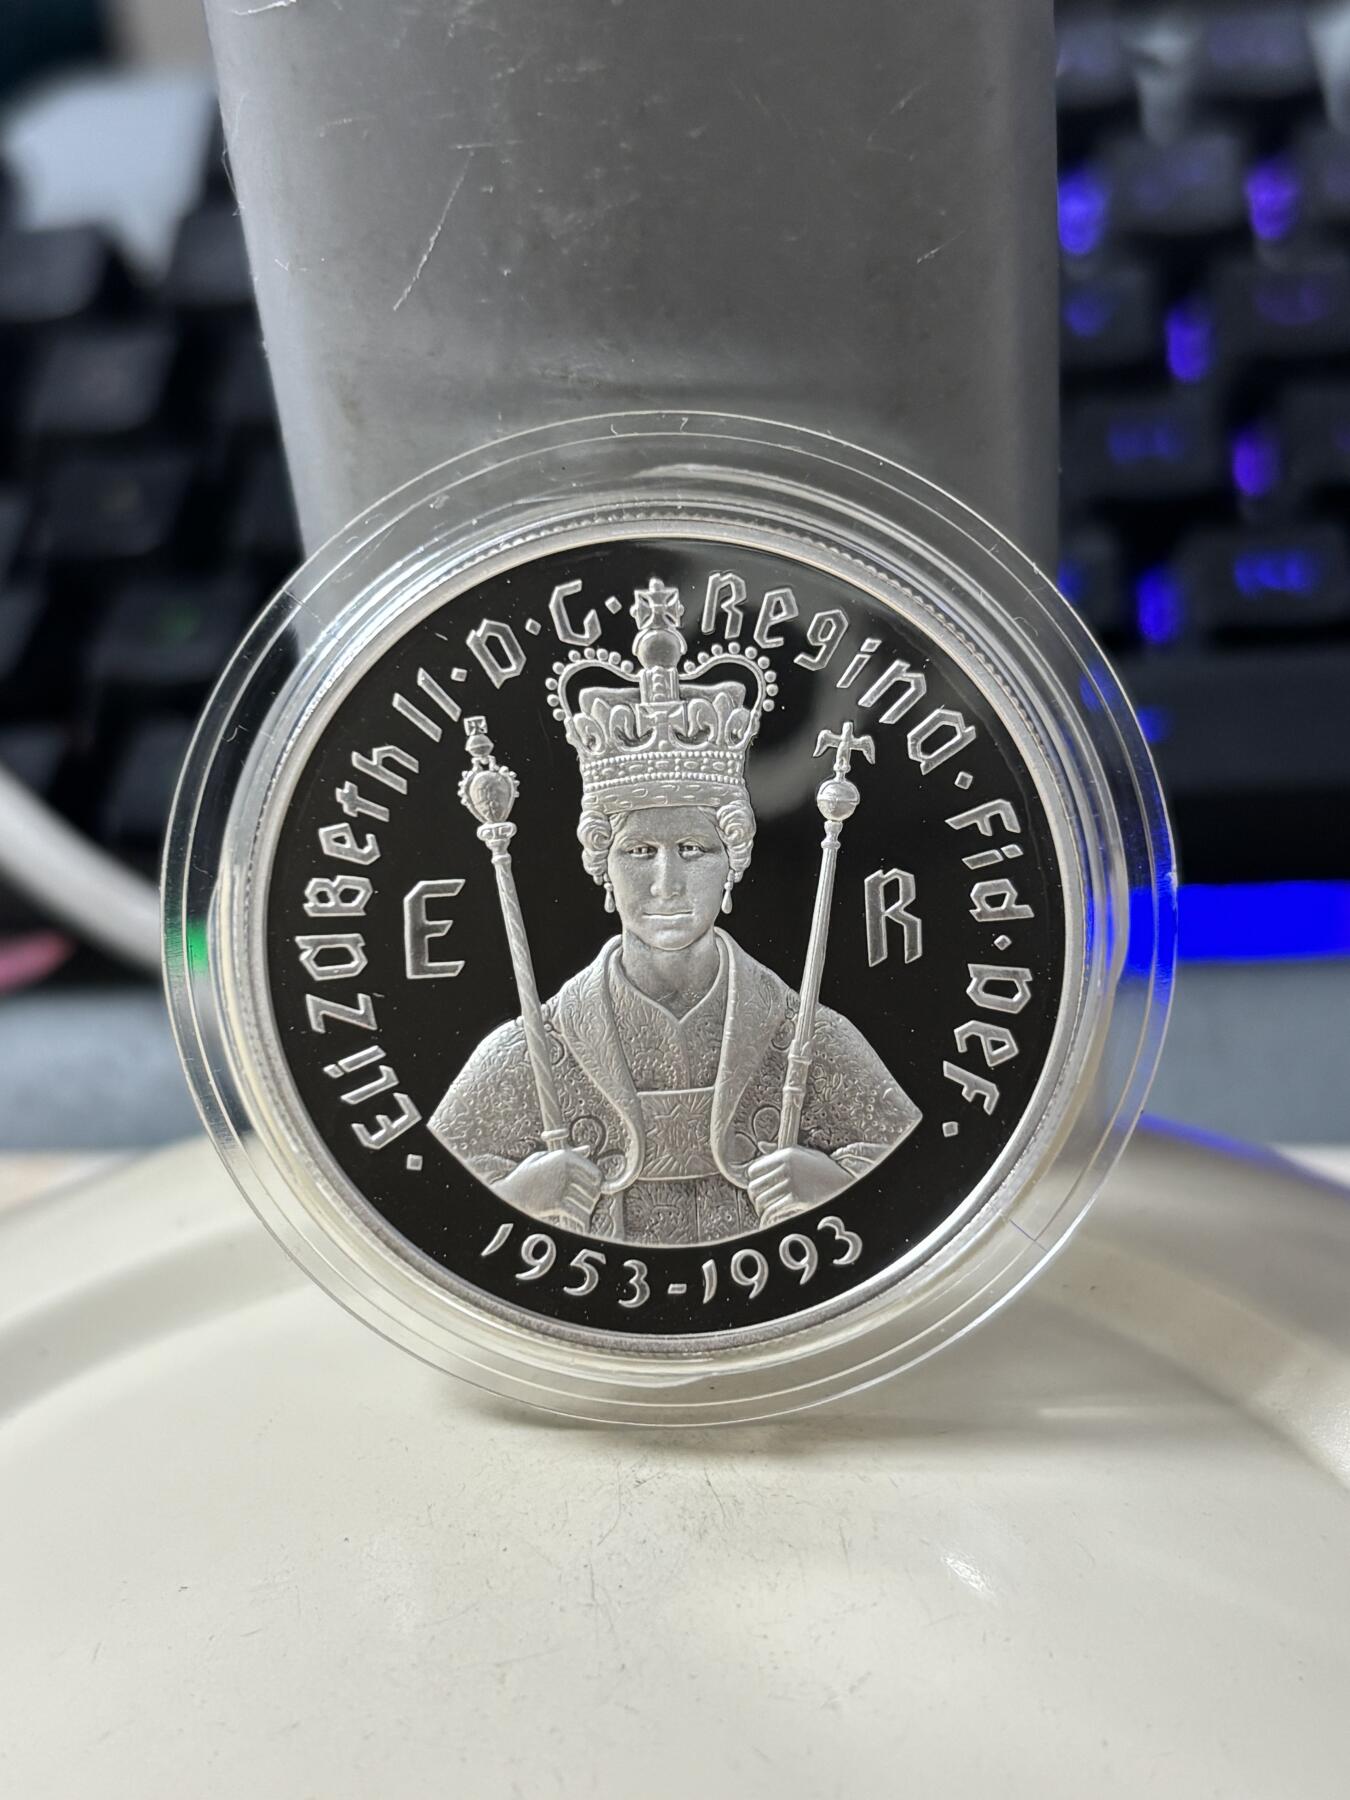 · Elizabeth II · D · G · Regina · Fid · Def ·
E R
1953-1993